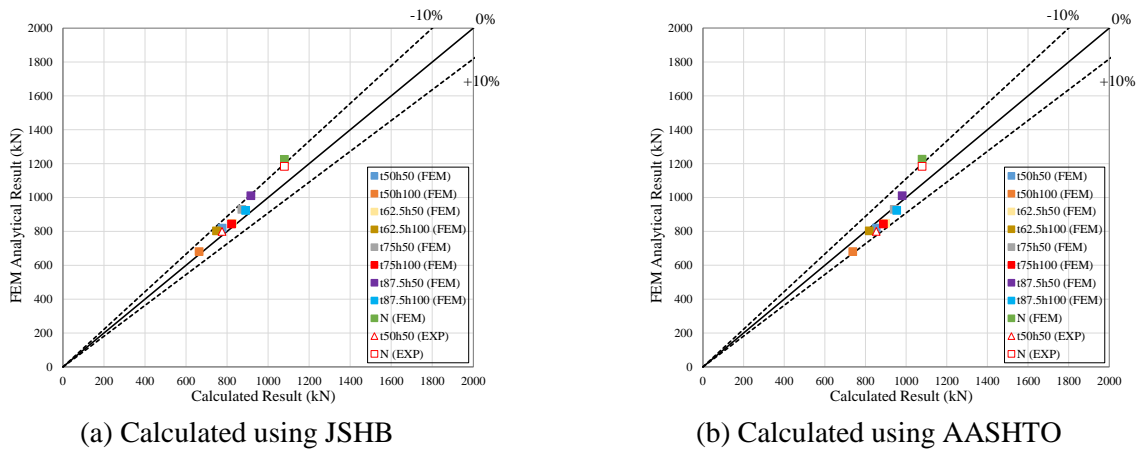 -10%
0%
+10%
2000
1800
1600
1400
1200
1000
800
600
400
200
0
FEM Analytical Result (kN)
t50h50 (FEM)
t50h100 (FEM)
t62.5h50 (FEM)
t62.5h100 (FEM)
t75h50 (FEM)
t75h100 (FEM)
t87.5h50 (FEM)
t87.5h100 (FEM)
N (FEM)
t50h50 (EXP)
N (EXP)
0 200 400 600 800 1000 1200 1400 1600 1800 2000
Calculated Result (kN)
(a) Calculated using JSHB
-10%
0%
+10%
2000
1800
1600
1400
1200
1000
800
600
400
200
0
FEM Analytical Result (kN)
t50h50 (FEM)
t50h100 (FEM)
t62.5h50 (FEM)
t62.5h100 (FEM)
t75h50 (FEM)
t75h100 (FEM)
t87.5h50 (FEM)
t87.5h100 (FEM)
N (FEM)
t50h50 (EXP)
N (EXP)
0 200 400 600 800 1000 1200 1400 1600 1800 2000
Calculated Result (kN)
(b) Calculated using AASHTO